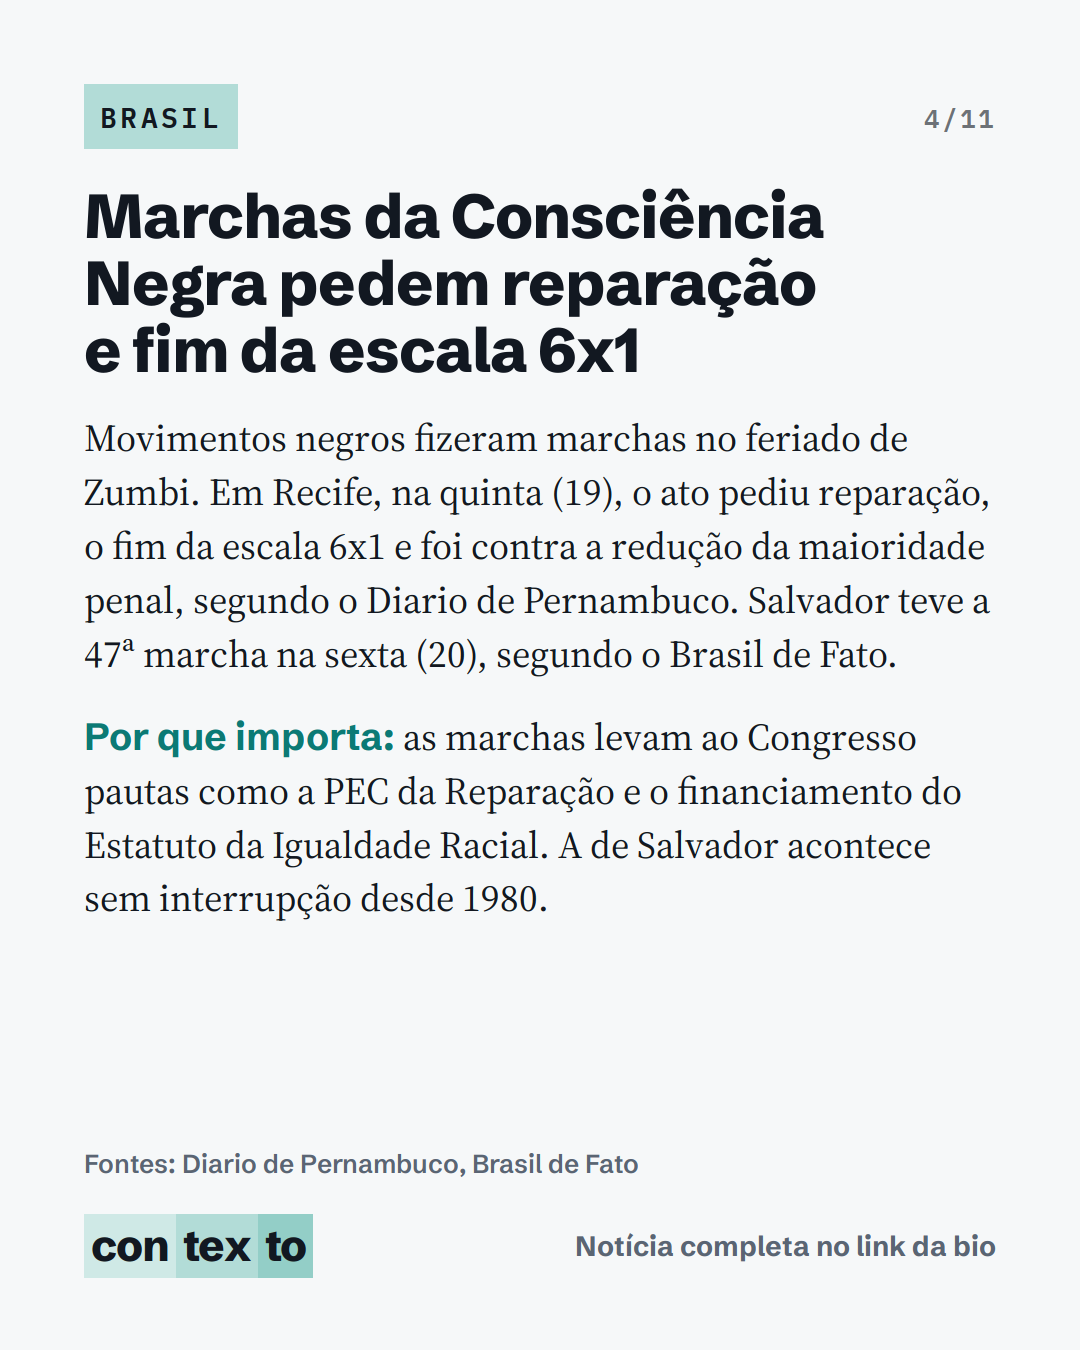 BRASIL
4/11
Marchas da Consciência
Negra pedem reparação
e fim da escala 6x1
Movimentos negros fizeram marchas no feriado de
Zumbi. Em Recife, na quinta (19), o ato pediu reparação,
o fim da escala 6x1 e foi contra a redução da maioridade
penal, segundo o Diario de Pernambuco. Salvador teve a
47ª marcha na sexta (20), segundo o Brasil de Fato.
Por que importa: as marchas levam ao Congresso
pautas como a PEC da Reparação e o financiamento do
Estatuto da Igualdade Racial. A de Salvador acontece
sem interrupção desde 1980.
Fontes: Diario de Pernambuco, Brasil de Fato
con tex to
Notícia completa no link da bio